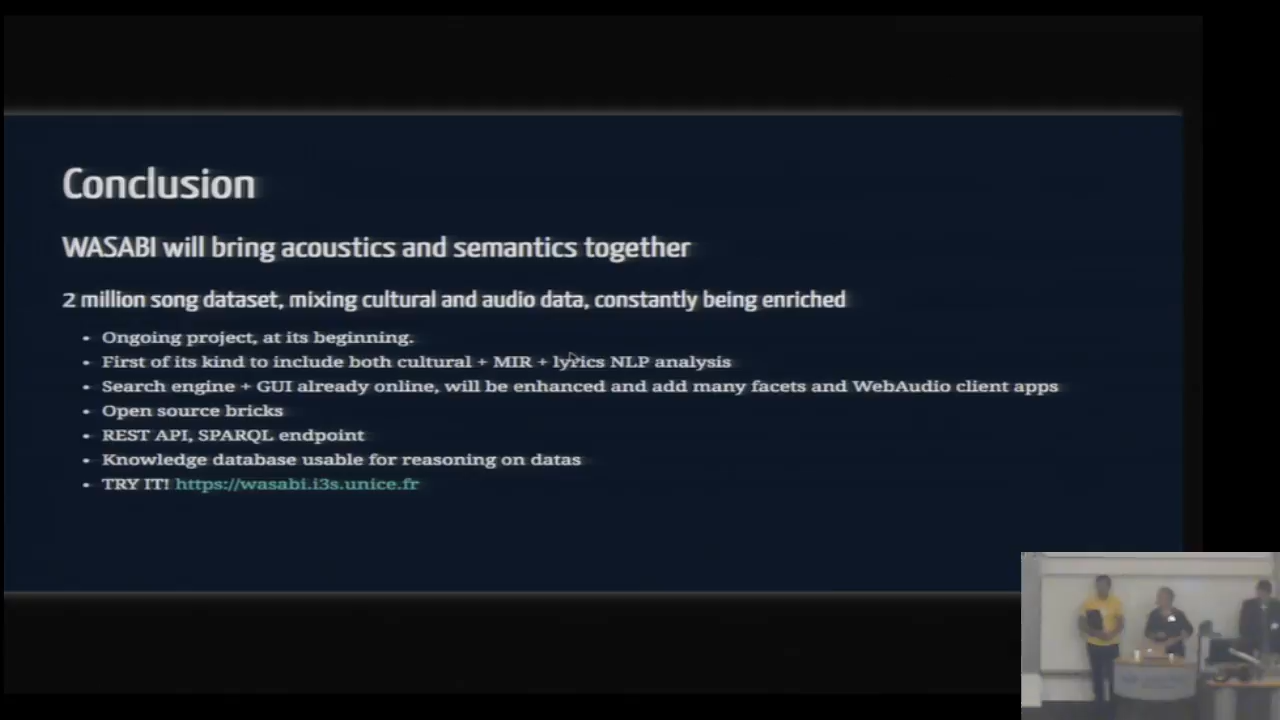 Conclusion
WASABI will bring acoustics and semantics together
2 million song dataset, mixing cultural and audio data, constantly being enriched
• Ongoing project, at its beginning.
• First of its kind to include both cultural + MIR + lyrics NLP analysis
• Search engine + GUI already online, will be enhanced and add many facets and WebAudio client apps
• Open source bricks
• REST API, SPARQL endpoint
• Knowledge database usable for reasoning on datas
• TRY IT! https://wasabi.i3s.unice.fr